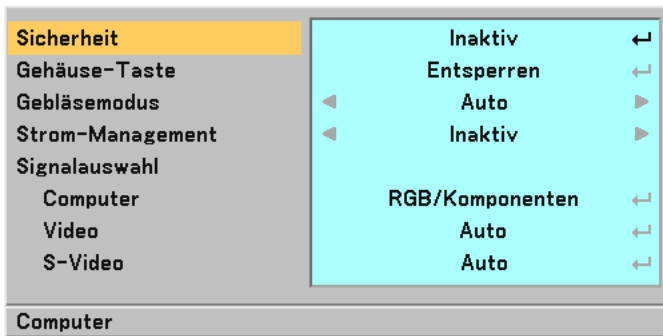 Sicherheit Inaktiv
Gehäuse-Taste Entsperren
Gebläsemodus Auto
Strom-Management Inaktiv
Signalauswahl
Computer RGB/Komponenten
Video Auto
S-Video Auto
Computer